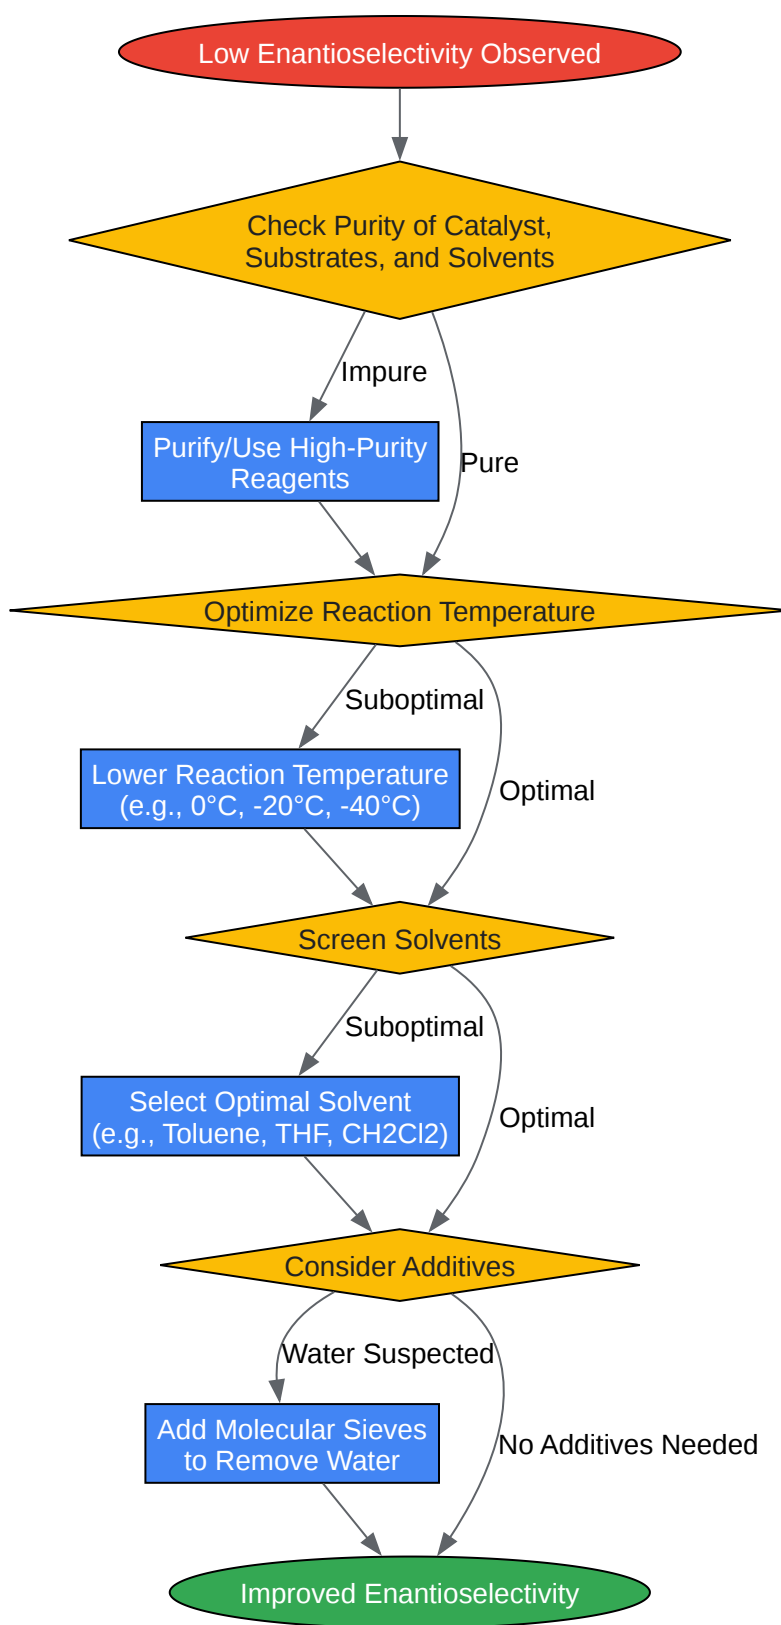 Low Enantioselectivity Observed
Check Purity of Catalyst,
Substrates, and Solvents
Impure
Purify/Use High-Purity
Reagents
Pure
Optimize Reaction Temperature
Suboptimal
Lower Reaction Temperature
(e.g., 0°C, -20°C, -40°C)
Optimal
Screen Solvents
Suboptimal
Select Optimal Solvent
(e.g., Toluene, THF, CH2Cl2)
Optimal
Consider Additives
Water Suspected
Add Molecular Sieves
to Remove Water
No Additives Needed
Improved Enantioselectivity